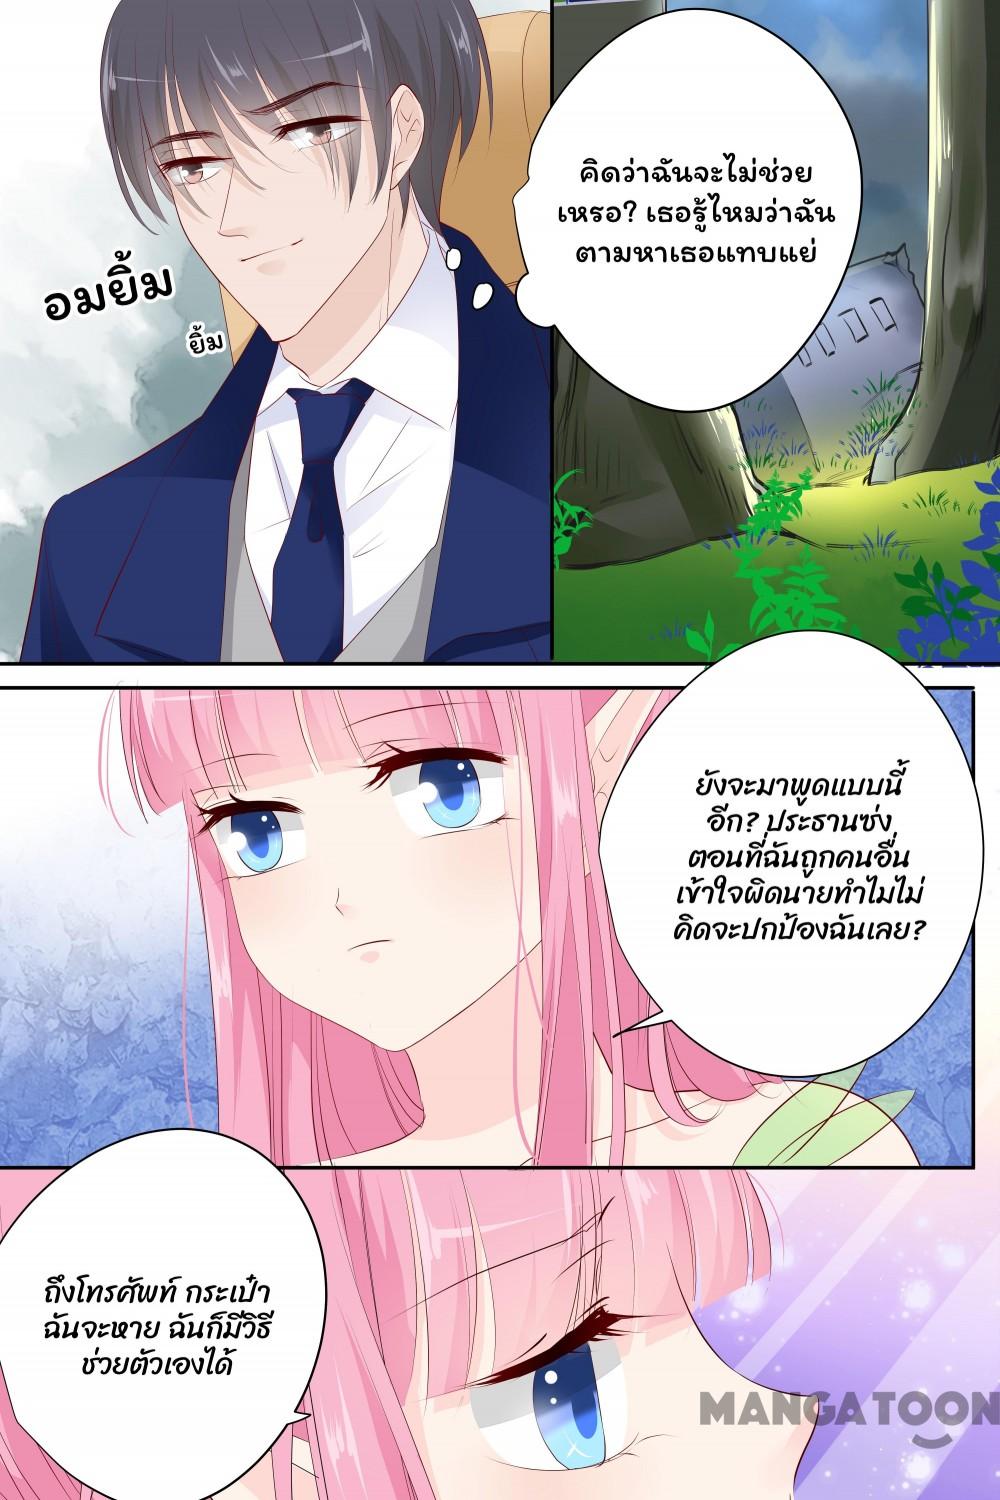 คิดว่าฉันจะไม่ช่วย
เหรอ? เธอรู้ไหมว่าฉัน
ตามหาเธอแทบแย่
อมยิ้ม
ยิ้ม
ยังจะมาพูดแบบนี้
อีก? ประธานซ่ง
ตอนที่ฉันถูกคนอื่น
เข้าใจผิดนายทำไมไม่
คิดจะปกป้องฉันเลย?
ถึงโทรศัพท์ กระเป๋า
ฉันจะหาย ฉันก็มีวิธี
ช่วยตัวเองได้
MANGATOON